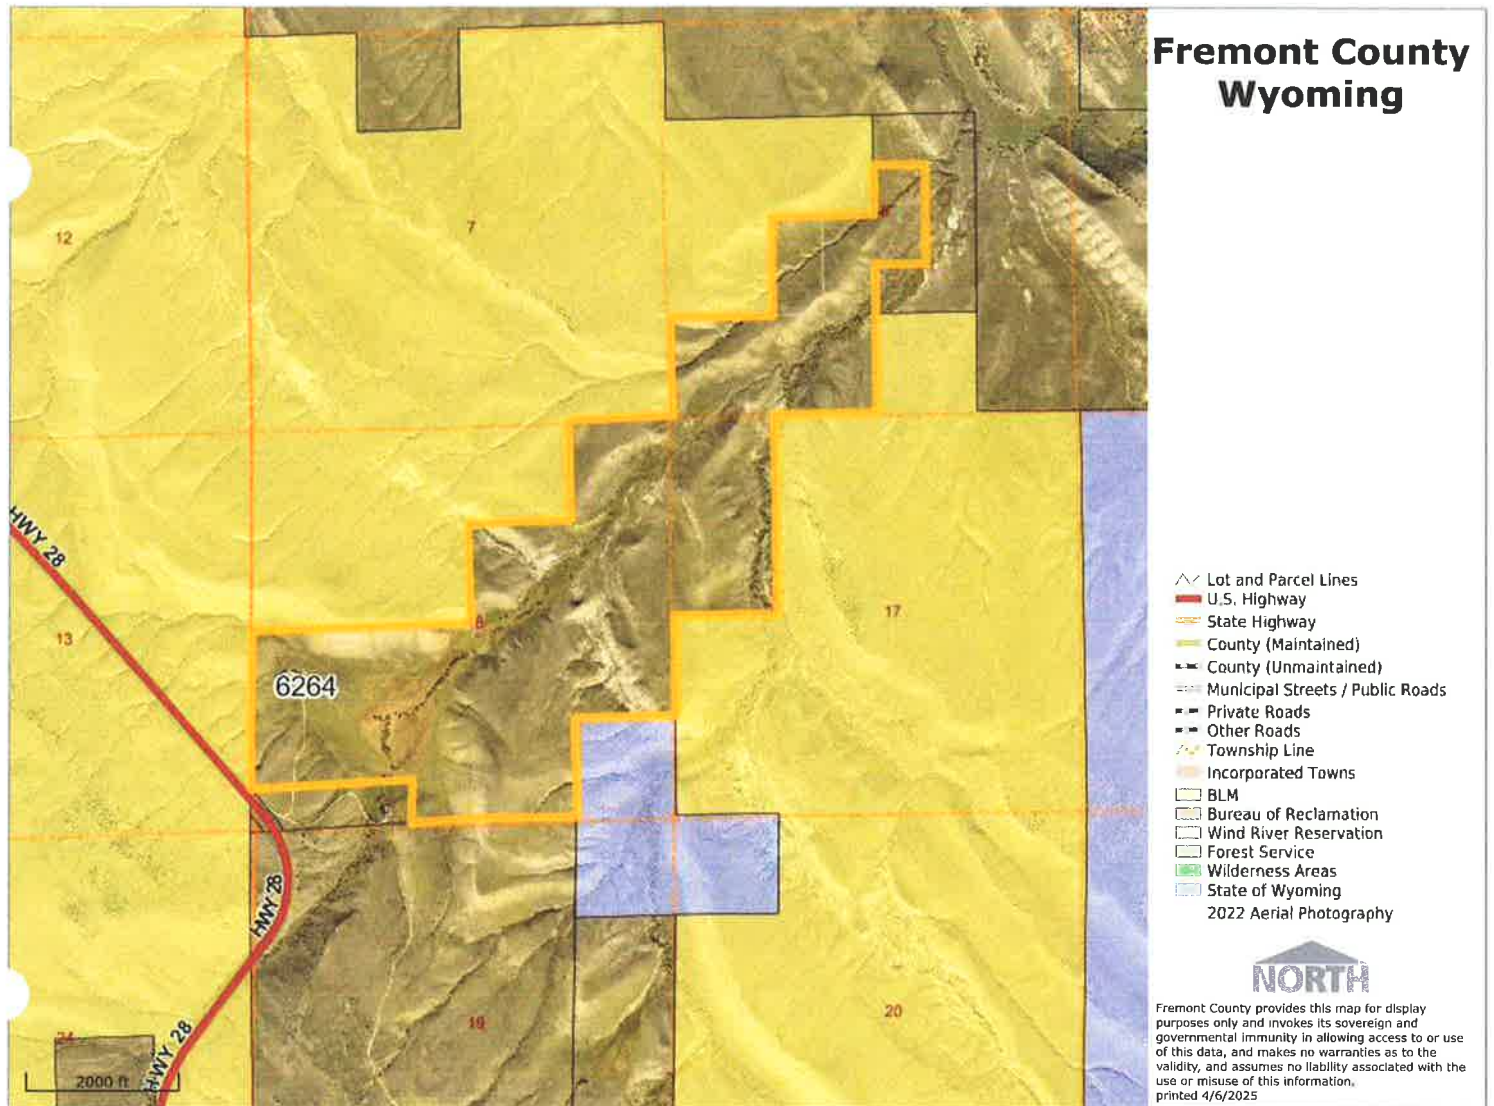 Fremont County
Wyoming
7
12
HWY 28
13
8
17
6264
HWY 28
19
20
24
HWY 28
2000 ft
Lot and Parcel Lines
U.S. Highway
State Highway
County (Maintained)
County (Unmaintained)
Municipal Streets / Public Roads
Private Roads
Other Roads
Township Line
Incorporated Towns
BLM
Bureau of Reclamation
Wind River Reservation
Forest Service
Wilderness Areas
State of Wyoming
2022 Aerial Photography
NORTH
Fremont County provides this map for display
purposes only and invokes its sovereign and
governmental immunity in allowing access to or use
of this data, and makes no warranties as to the
validity, and assumes no liability associated with the
use or misuse of this information.
printed 4/6/2025